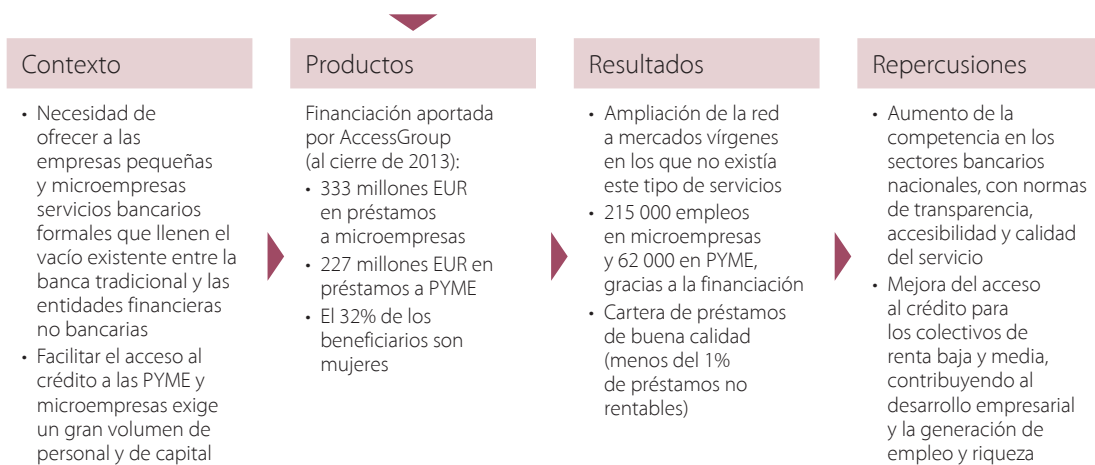 Contexto
• Necesidad de
ofrecer a las
empresas pequeñas
y microempresas
servicios bancarios
formales que llenen el
vacío existente entre la
banca tradicional y las
entidades financieras
no bancarias
• Facilitar el acceso al
crédito a las PYME y
microempresas exige
un gran volumen de
personal y de capital
Productos
Financiación aportada
por AccessGroup
(al cierre de 2013):
• 333 millones EUR
en préstamos
a microempresas
• 227 millones EUR en
préstamos a PYME
• El 32% de los
beneficiarios son
mujeres
Resultados
• Ampliación de la red
a mercados vírgenes
en los que no existía
este tipo de servicios
• 215 000 empleos
en microempresas
y 62 000 en PYME,
gracias a la financiación
• Cartera de préstamos
de buena calidad
(menos del 1%
de préstamos no
rentables)
Repercusiones
• Aumento de la
competencia en los
sectores bancarios
nacionales, con normas
de transparencia,
accesibilidad y calidad
del servicio
• Mejora del acceso
al crédito para
los colectivos de
renta baja y media,
contribuyendo al
desarrollo empresarial
y la generación de
empleo y riqueza